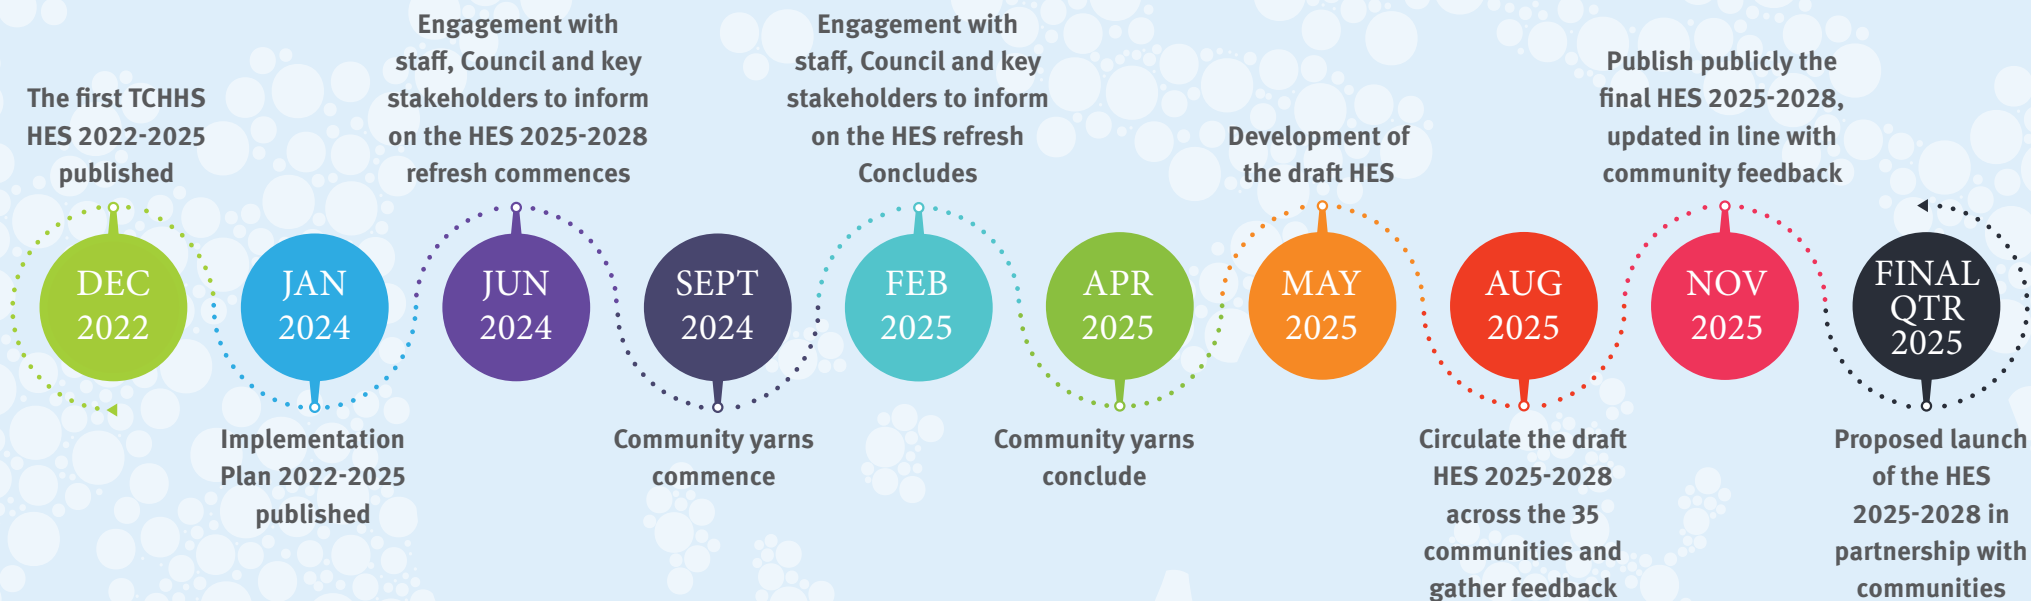 The first TCHHS
HES 2022-2025
published
DEC
2022
JAN
2024
Implementation
Plan 2022-2025
published
Engagement with
staff, Council and key
stakeholders to inform
on the HES 2025-2028
refresh commences
JUN
2024
SEPT
2024
Community yarns
commence
Engagement with
staff, Council and key
stakeholders to inform
on the HES refresh
Concludes
FEB
2025
APR
2025
Community yarns
conclude
Development of
the draft HES
MAY
2025
AUG
2025
Circulate the draft
HES 2025-2028
across the 35
communities and
gather feedback
Publish publicly the
final HES 2025-2028,
updated in line with
community feedback
NOV
2025
FINAL
QTR
2025
Proposed launch
of the HES
2025-2028 in
partnership with
communities